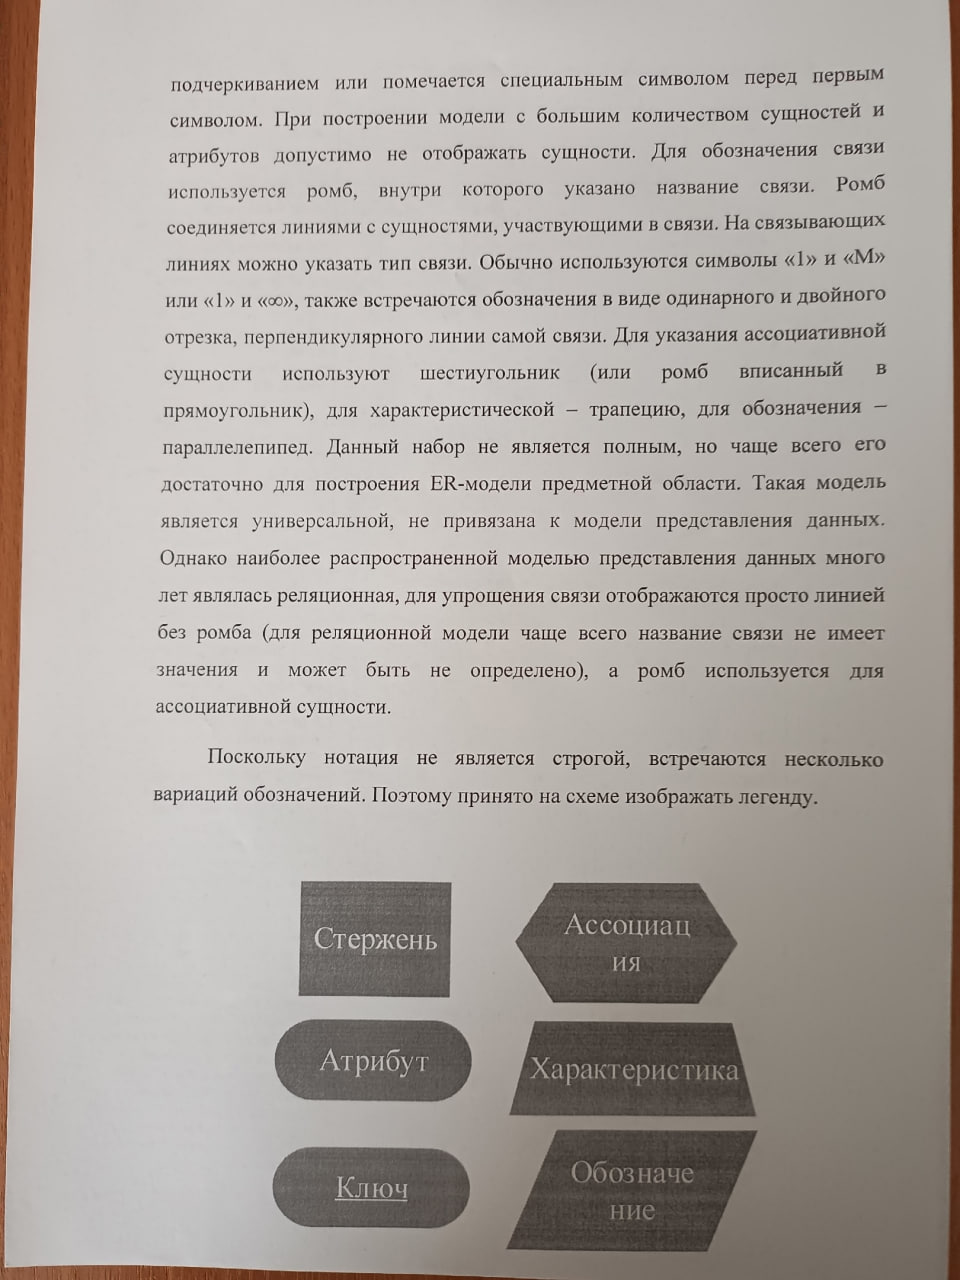 подчеркиванием или помечается специальным символом перед первым
символом. При построении модели с большим количеством сущностей и
атрибутов допустимо не отображать сущности. Для обозначения связи
используется ромб, внутри которого указано название связи. Ромб
соединяется линиями с сущностями, участвующими в связи. На связывающих
линиях можно указать тип связи. Обычно используются символы «1» и «М»
или «1» и «∞», также встречаются обозначения в виде одинарного и двойного
отрезка, перпендикулярного линии самой связи. Для указания ассоциативной
сущности используют шестиугольник (или ромб вписанный в
прямоугольник), для характеристической – трапецию, для обозначения –
параллелепипед. Данный набор не является полным, но чаще всего его
достаточно для построения ER-модели предметной области. Такая модель
является универсальной, не привязана к модели представления данных.
Однако наиболее распространенной моделью представления данных много
лет являлась реляционная, для упрощения связи отображаются просто линией
без ромба (для реляционной модели чаще всего название связи не имеет
значения и может быть не определено), а ромб используется для
ассоциативной сущности.
Поскольку нотация не является строгой, встречаются несколько
вариаций обозначений. Поэтому принято на схеме изображать легенду.
Стержень
Ассоциац
ия
Атрибут
Характеристика
Ключ
Обозначе
ние